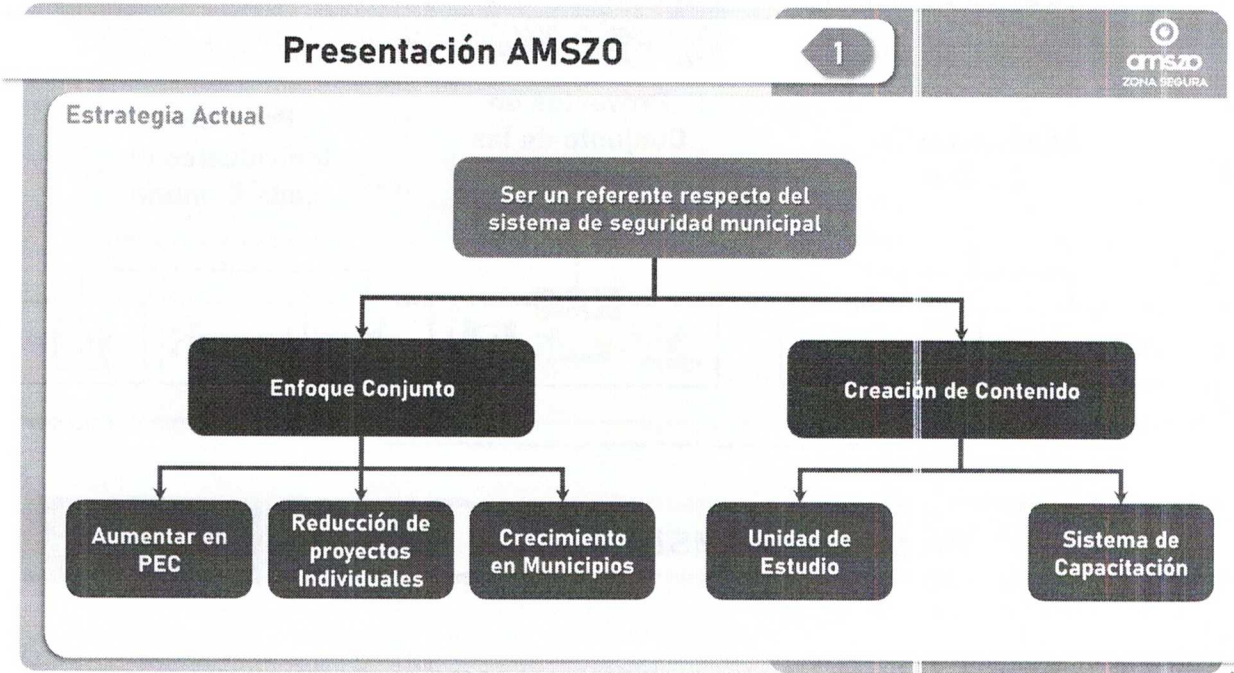 Presentación AMSZO
1
amszo
ZONA SEGURA
Estrategia Actual
Ser un referente respecto del
sistema de seguridad municipal
Enfoque Conjunto
Creación de Contenido
Aumentar en
PEC
Reducción de
proyectos
Individuales
Crecimiento
en Municipios
Unidad de
Estudio
Sistema de
Capacitación